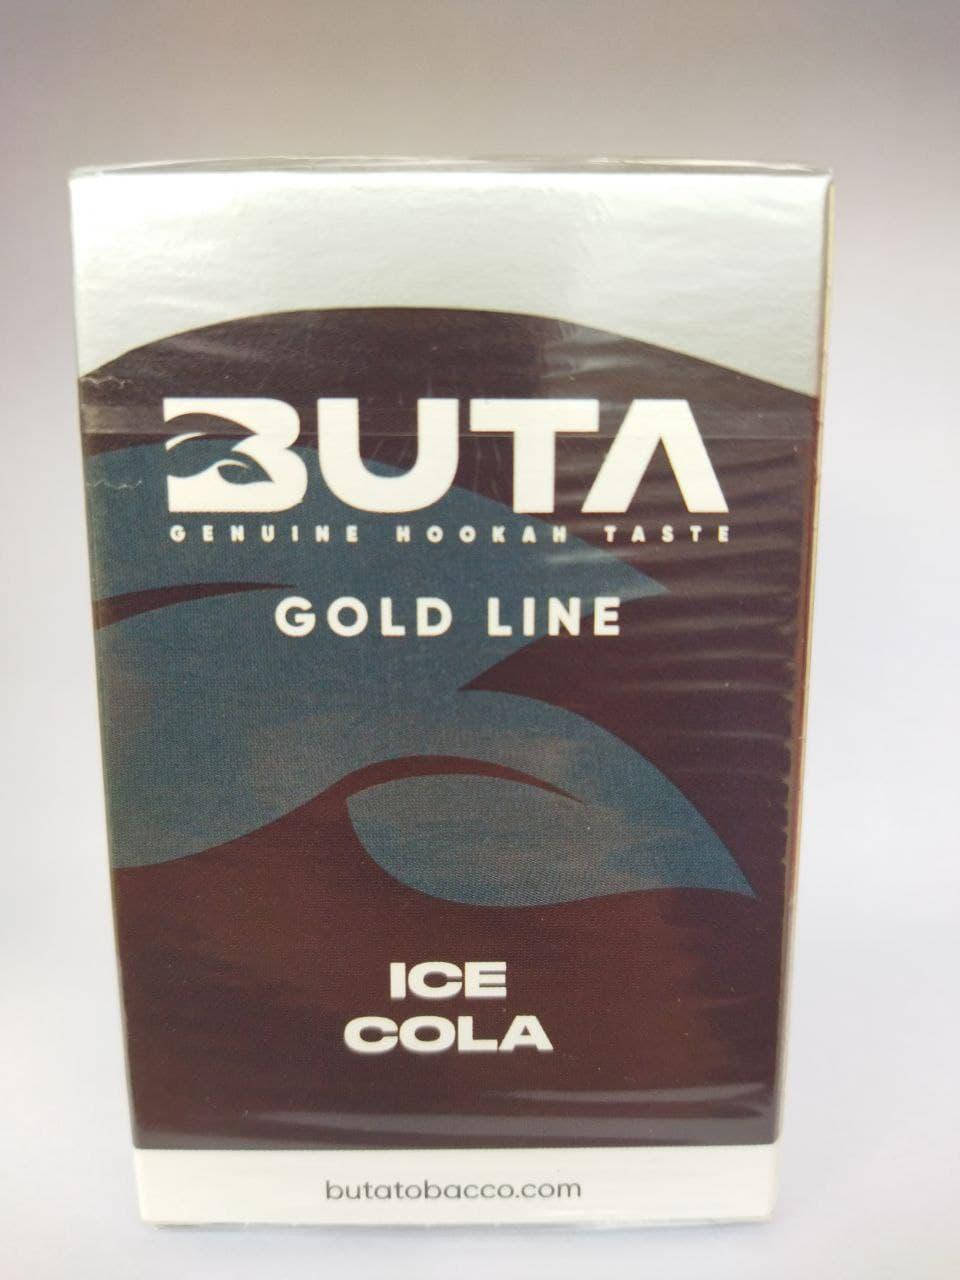 BUTA
GENUINE HOOKAH TASTE
GOLD LINE
ICE
COLA
butatobacco.com